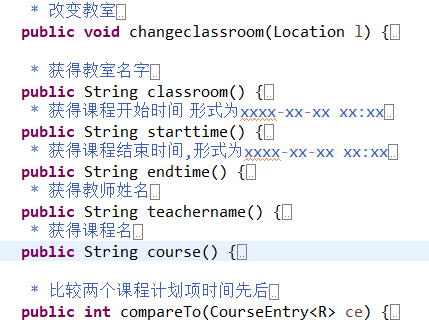 * 改变教室
public void changeclassroom(Location l) {
* 获得教室名字
public String classroom() {
* 获得课程开始时间 形式为xxxx-xx-xx xx:xx
public String starttime() {
* 获得课程结束时间,形式为xxxx-xx-xx xx:xx
public String endtime() {
* 获得教师姓名
public String teachername() {
* 获得课程名
public String course() {
* 比较两个课程计划项时间先后
public int compareTo(CourseEntry<R> ce) {